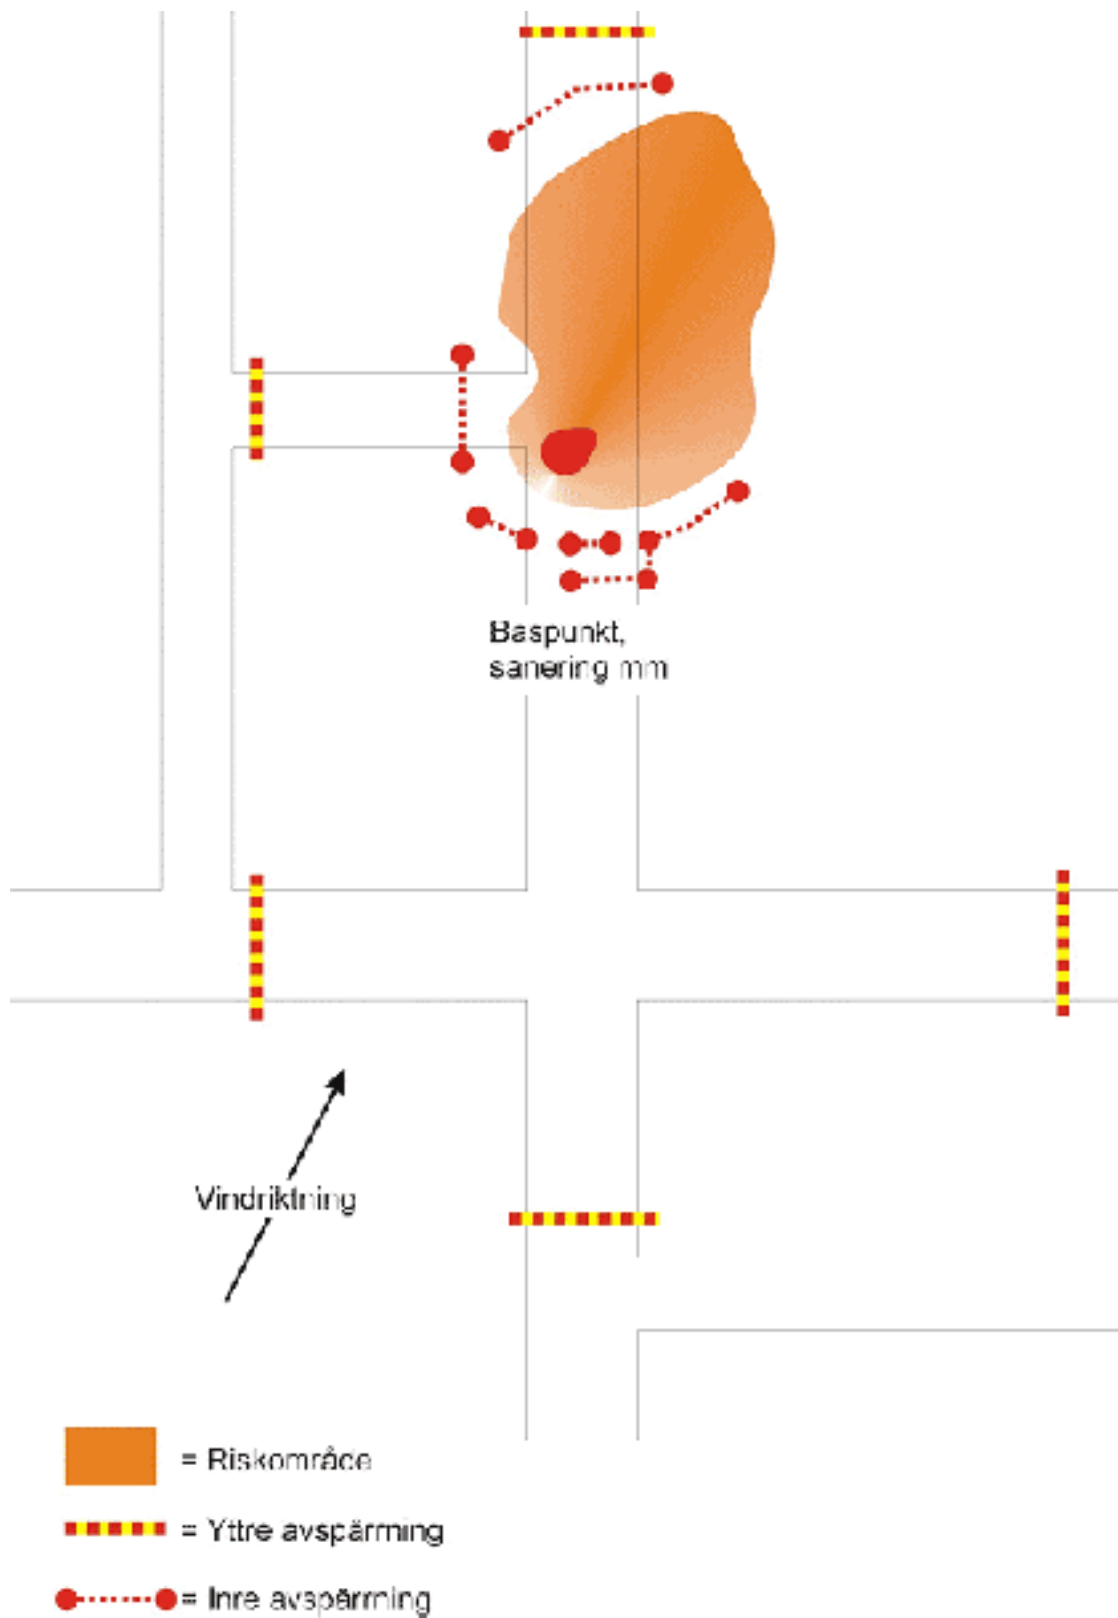 Baspunkt,
sanering mm
Vindriktning
= Riskområde
= Yttre avspärrning
= Inre avspärrning